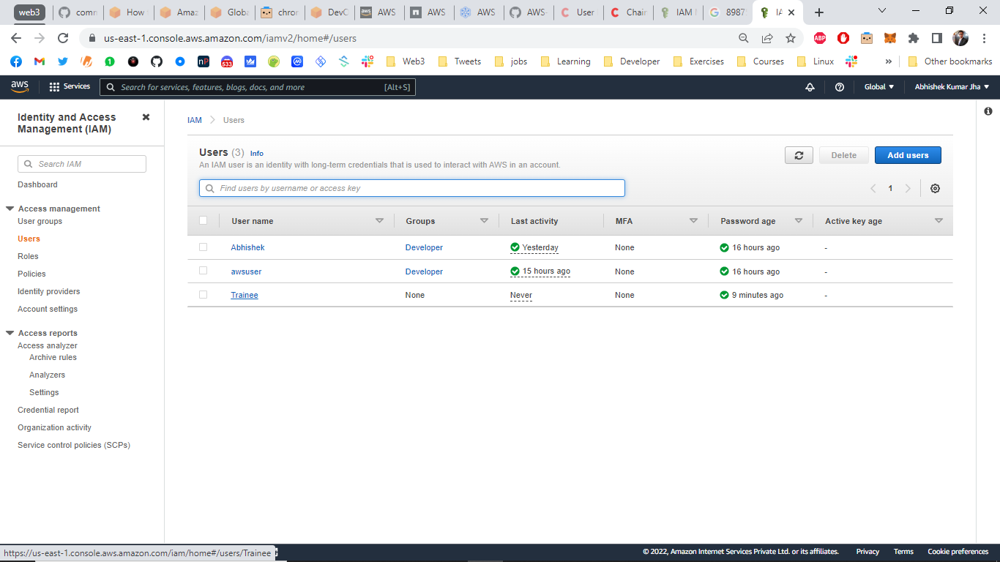 web3 comn How Amaz Globa chror DevC AWS AWS AWS AWS- User Chair IAM I 8987 IA
us-east-1.console.aws.amazon.com/iamv2/home#/users
ABP
1 nP 533 Web3 Tweets jobs Learning Developer Exercises Courses Linux » Other bookmarks
aws Services Search for services, features, blogs, docs, and more [Alt+S] Global Abhishek Kumar Jha
Identity and Access
Management (IAM)
Search IAM
Dashboard
Access management
User groups
Users
Roles
Policies
Identity providers
Account settings
Access reports
Access analyzer
Archive rules
Analyzers
Settings
Credential report
Organization activity
Service control policies (SCPs)
IAM Users
Users (3) Info
An IAM user is an identity with long-term credentials that is used to interact with AWS in an account.
Delete Add users
Find users by username or access key
1
User name Groups Last activity MFA Password age Active key age
Abhishek Developer Yesterday None 16 hours ago -
awsuser Developer 15 hours ago None 16 hours ago -
Trainee None Never None 9 minutes ago -
https://us-east-1.console.aws.amazon.com/iam/home#/users/Trainee
© 2022, Amazon Internet Services Private Ltd. or its affiliates. Privacy Terms Cookie preferences